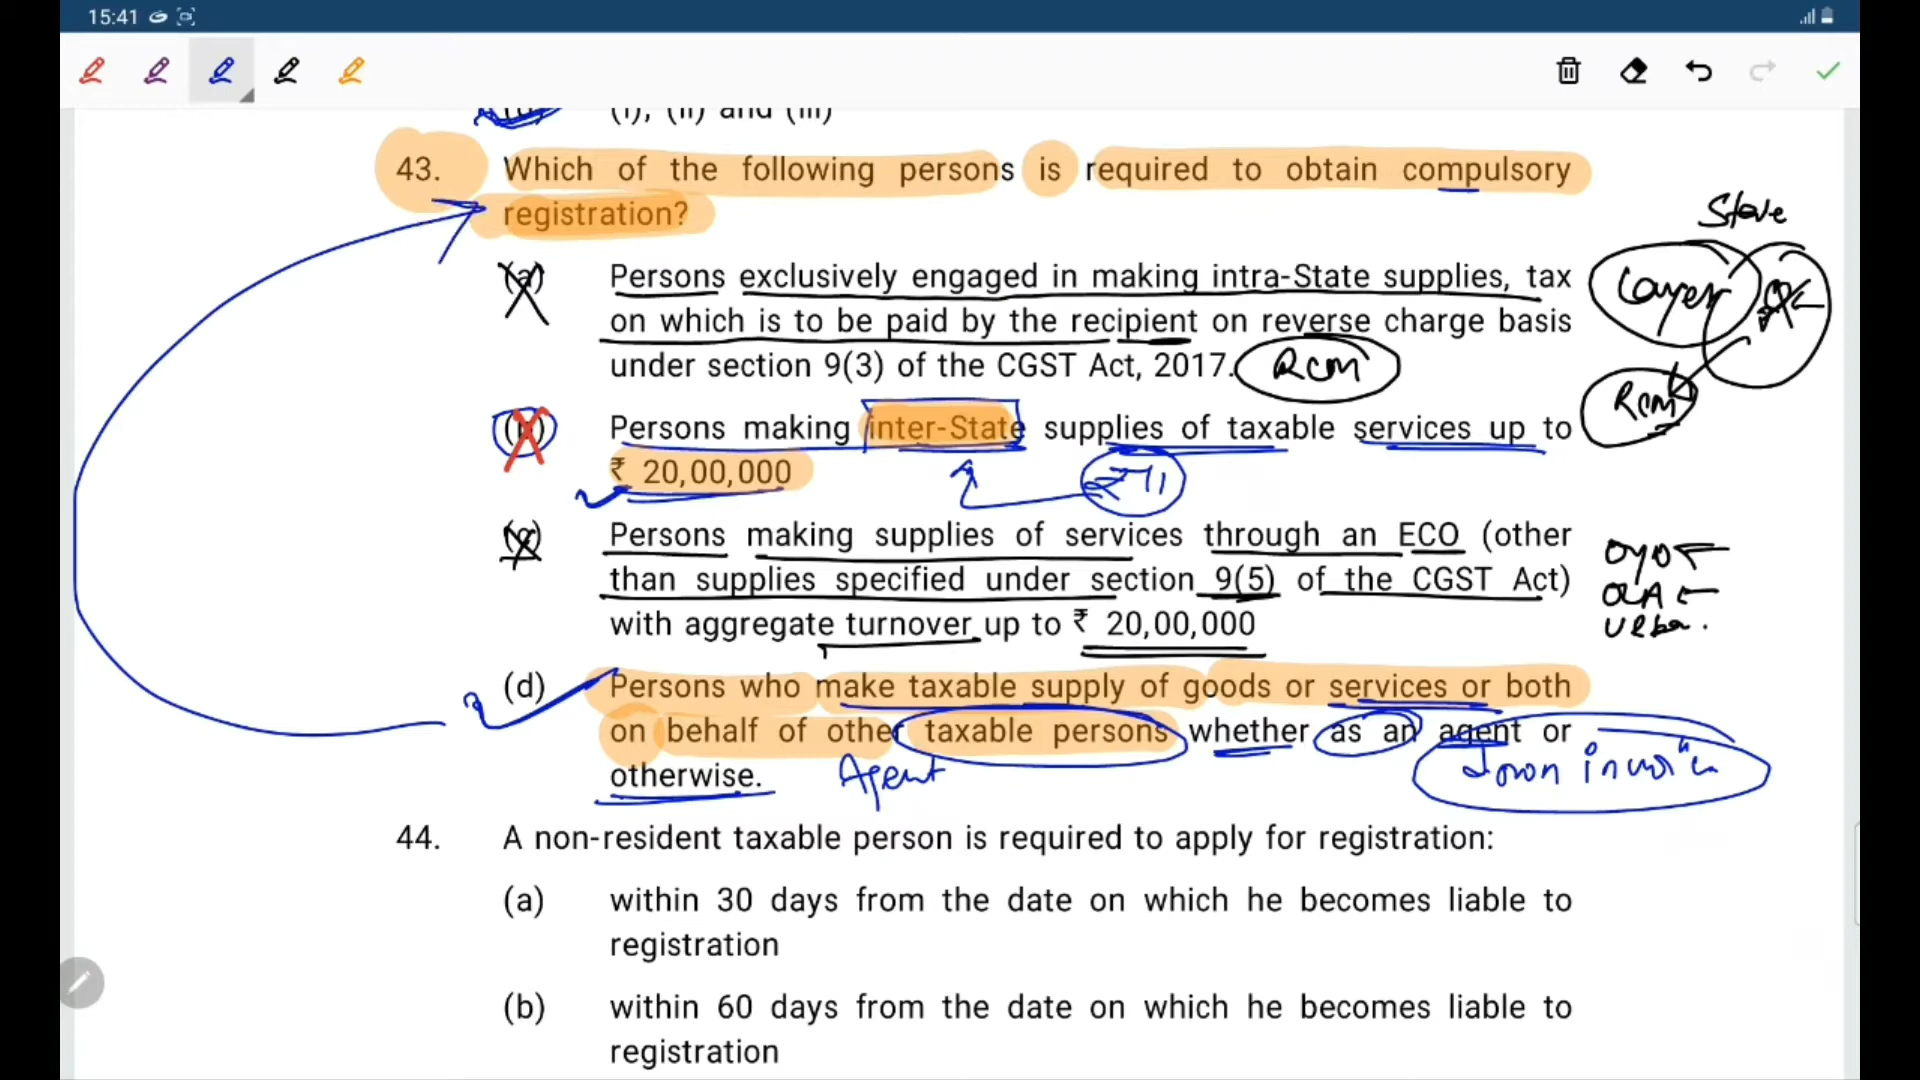 15:41
(i), (ii) and (iii)
43. Which of the following persons is required to obtain compulsory
registration?
Stove
(a) Persons exclusively engaged in making intra-State supplies, tax
on which is to be paid by the recipient on reverse charge basis
under section 9(3) of the CGST Act, 2017. Rcm
Rcm
(b) Persons making inter-State supplies of taxable services up to
₹ 20,00,000
(c) Persons making supplies of services through an ECO (other
than supplies specified under section 9(5) of the CGST Act)
with aggregate turnover up to ₹ 20,00,000
OYO
OLA
(d) Persons who make taxable supply of goods or services or both
on behalf of other taxable persons whether as an agent or
otherwise. Agent
44. A non-resident taxable person is required to apply for registration:
(a) within 30 days from the date on which he becomes liable to
registration
(b) within 60 days from the date on which he becomes liable to
registration